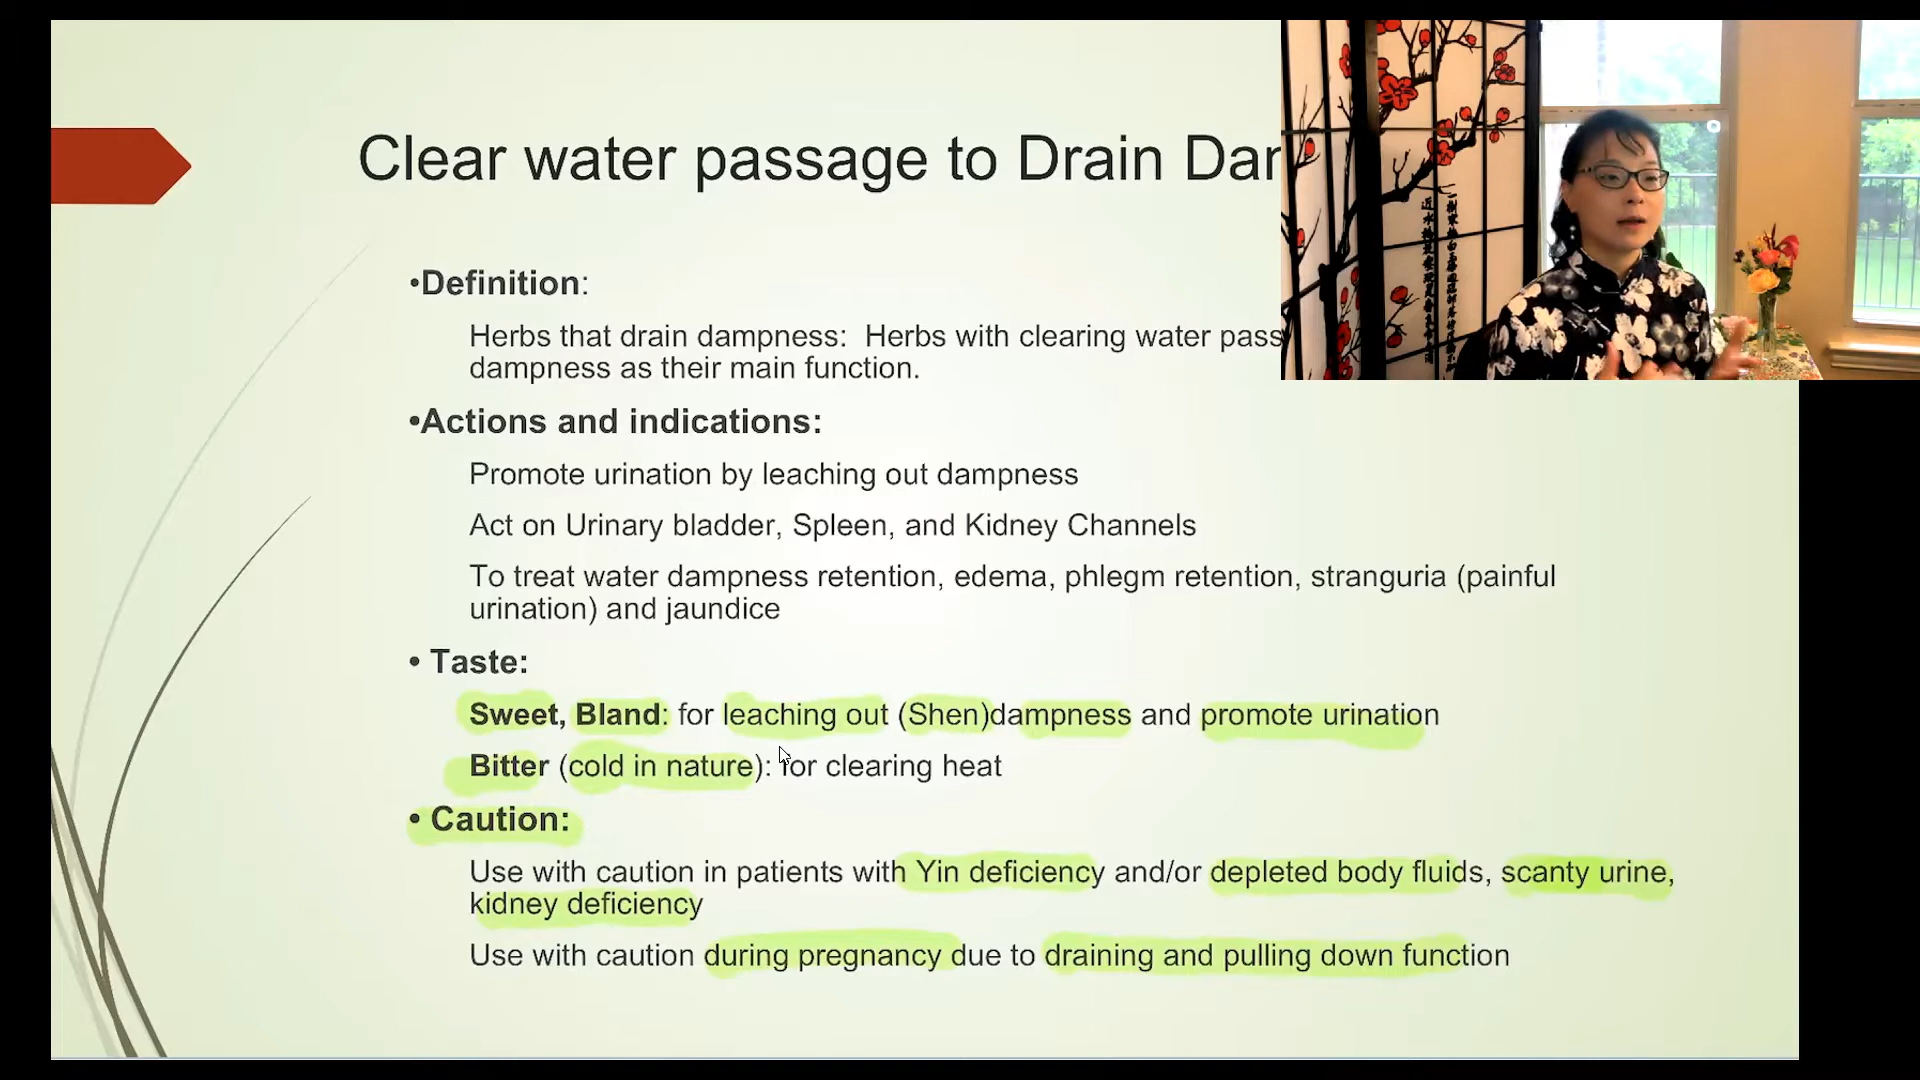 Clear water passage to Drain
•Definition:
Herbs that drain dampness: Herbs with clearing water
dampness as their main function.
•Actions and indications:
Promote urination by leaching out dampness
Act on Urinary bladder, Spleen, and Kidney Channels
To treat water dampness retention, edema, phlegm retention, stranguria (painful
urination) and jaundice
• Taste:
Sweet, Bland: for leaching out (Shen)dampness and promote urination
Bitter (cold in nature): for clearing heat
• Caution:
Use with caution in patients with Yin deficiency and/or depleted body fluids, scanty urine,
kidney deficiency
Use with caution during pregnancy due to draining and pulling down function